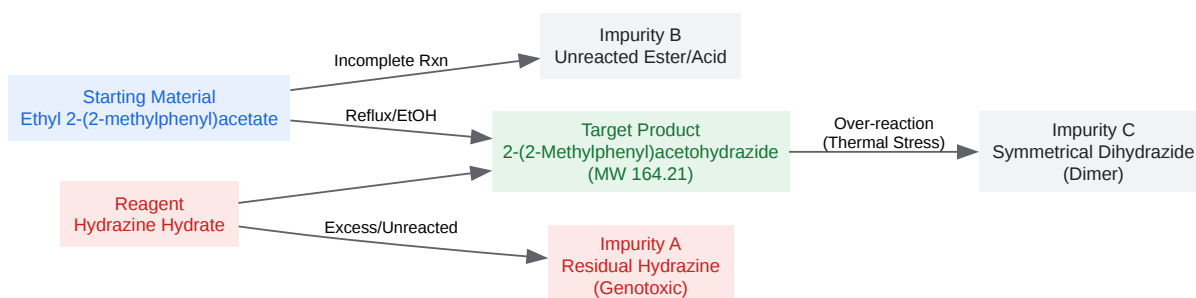 Starting Material
Ethyl 2-(2-methylphenyl)acetate
Reagent
Hydrazine Hydrate
Incomplete Rxn
Reflux/EtOH
Excess/Unreacted
Impurity B
Unreacted Ester/Acid
Target Product
2-(2-Methylphenyl)acetohydrazide
(MW 164.21)
Impurity A
Residual Hydrazine
(Genotoxic)
Over-reaction
(Thermal Stress)
Impurity C
Symmetrical Dihydrazide
(Dimer)